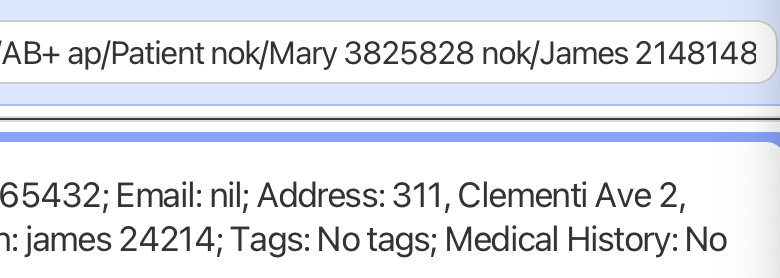 /AB+ ap/Patient nok/Mary 3825828 nok/James 2148148
65432; Email: nil; Address: 311, Clementi Ave 2,
n: james 24214; Tags: No tags; Medical History: No